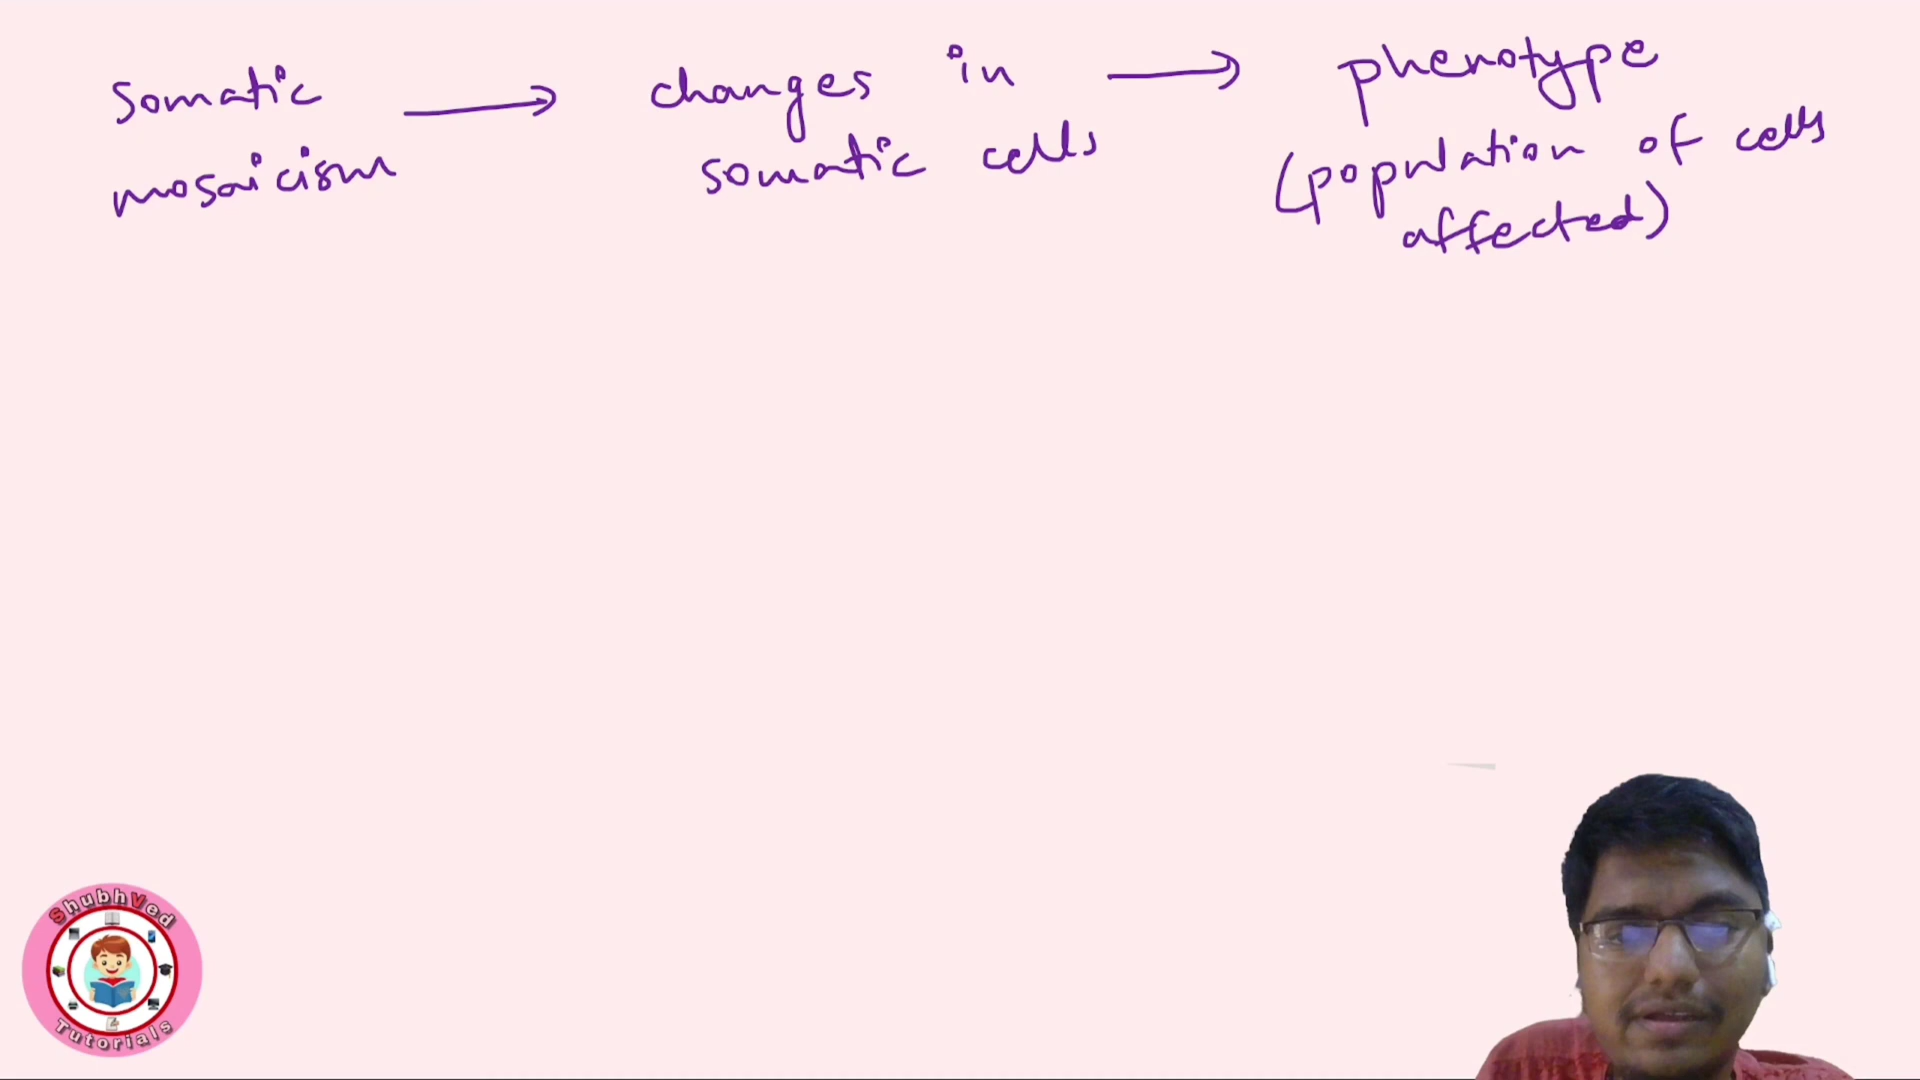 somatic → changes in → phenotype
mosaicism somatic cells (population of cells
affected)
ShubhVed
Tutorials